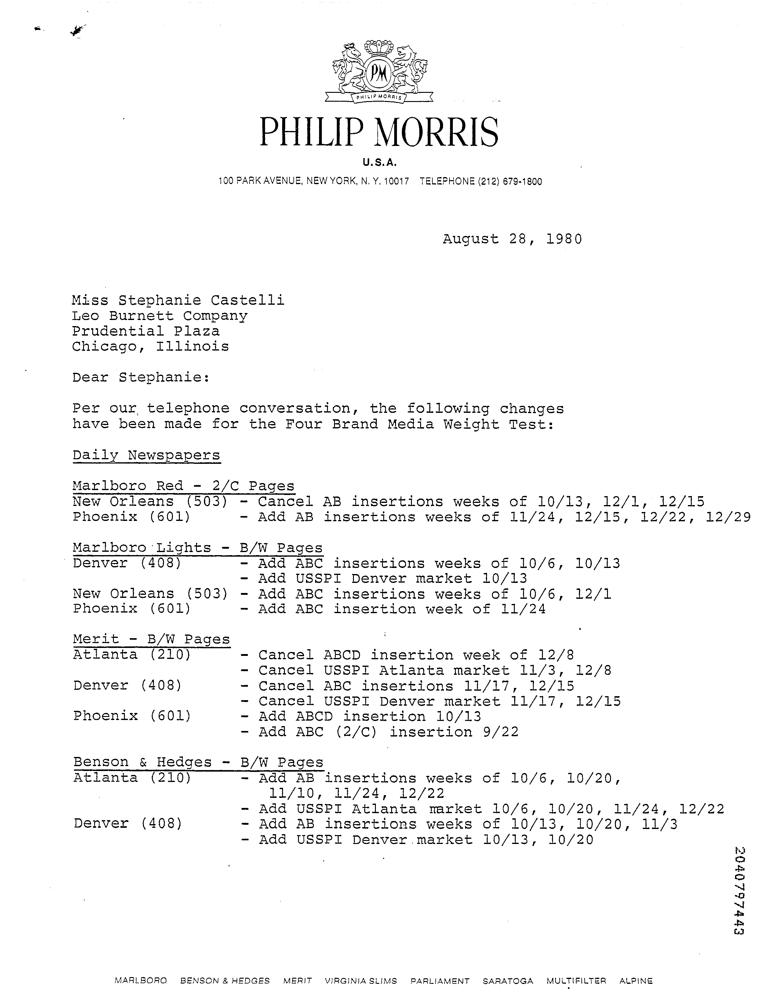 PM
PHILIP MORRIS
PHILIP MORRIS
U.S.A.
100 PARK AVENUE, NEW YORK, N. Y. 10017 TELEPHONE (212) 679-1800
August 28, 1980
Miss Stephanie Castelli
Leo Burnett Company
Prudential Plaza
Chicago, Illinois
Dear Stephanie:
Per our telephone conversation, the following changes
have been made for the Four Brand Media Weight Test:
Daily Newspapers
Marlboro Red - 2/C Pages
New Orleans (503) - Cancel AB insertions weeks of 10/13, 12/1, 12/15
Phoenix (601) - Add AB insertions weeks of 11/24, 12/15, 12/22, 12/29
Marlboro Lights - B/W Pages
Denver (408) - Add ABC insertions weeks of 10/6, 10/13
- Add USSPI Denver market 10/13
New Orleans (503) - Add ABC insertions weeks of 10/6, 12/1
Phoenix (601) - Add ABC insertion week of 11/24
Merit - B/W Pages
Atlanta (210) - Cancel ABCD insertion week of 12/8
- Cancel USSPI Atlanta market 11/3, 12/8
Denver (408) - Cancel ABC insertions 11/17, 12/15
- Cancel USSPI Denver market 11/17, 12/15
Phoenix (601) - Add ABCD insertion 10/13
- Add ABC (2/C) insertion 9/22
Benson & Hedges - B/W Pages
Atlanta (210) - Add AB insertions weeks of 10/6, 10/20,
11/10, 11/24, 12/22
- Add USSPI Atlanta market 10/6, 10/20, 11/24, 12/22
Denver (408) - Add AB insertions weeks of 10/13, 10/20, 11/3
- Add USSPI Denver market 10/13, 10/20
2040797443
MARLBORO BENSON & HEDGES MERIT VIRGINIA SLIMS PARLIAMENT SARATOGA MULTIFILTER ALPINE